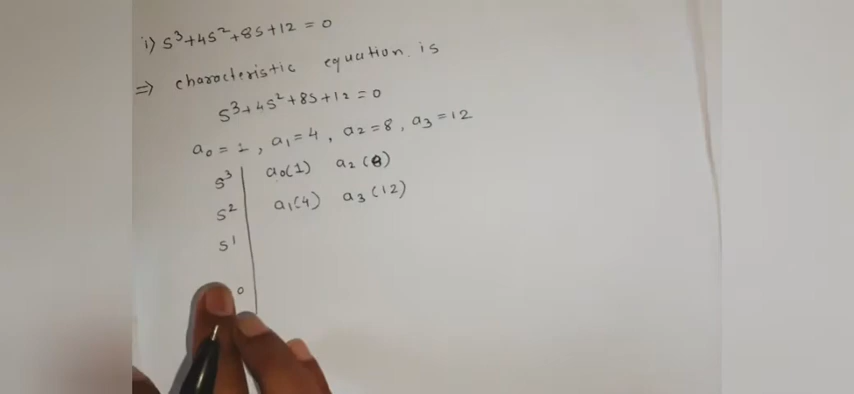 i) s³+4s²+8s+12 = 0
⇒ characteristic equation is
s³+4s²+8s+12=0
a₀ = 1, a₁=4, a₂=8, a₃=12
s³ a₀(1) a₂(8)
s² a₁(4) a₃(12)
s¹
0